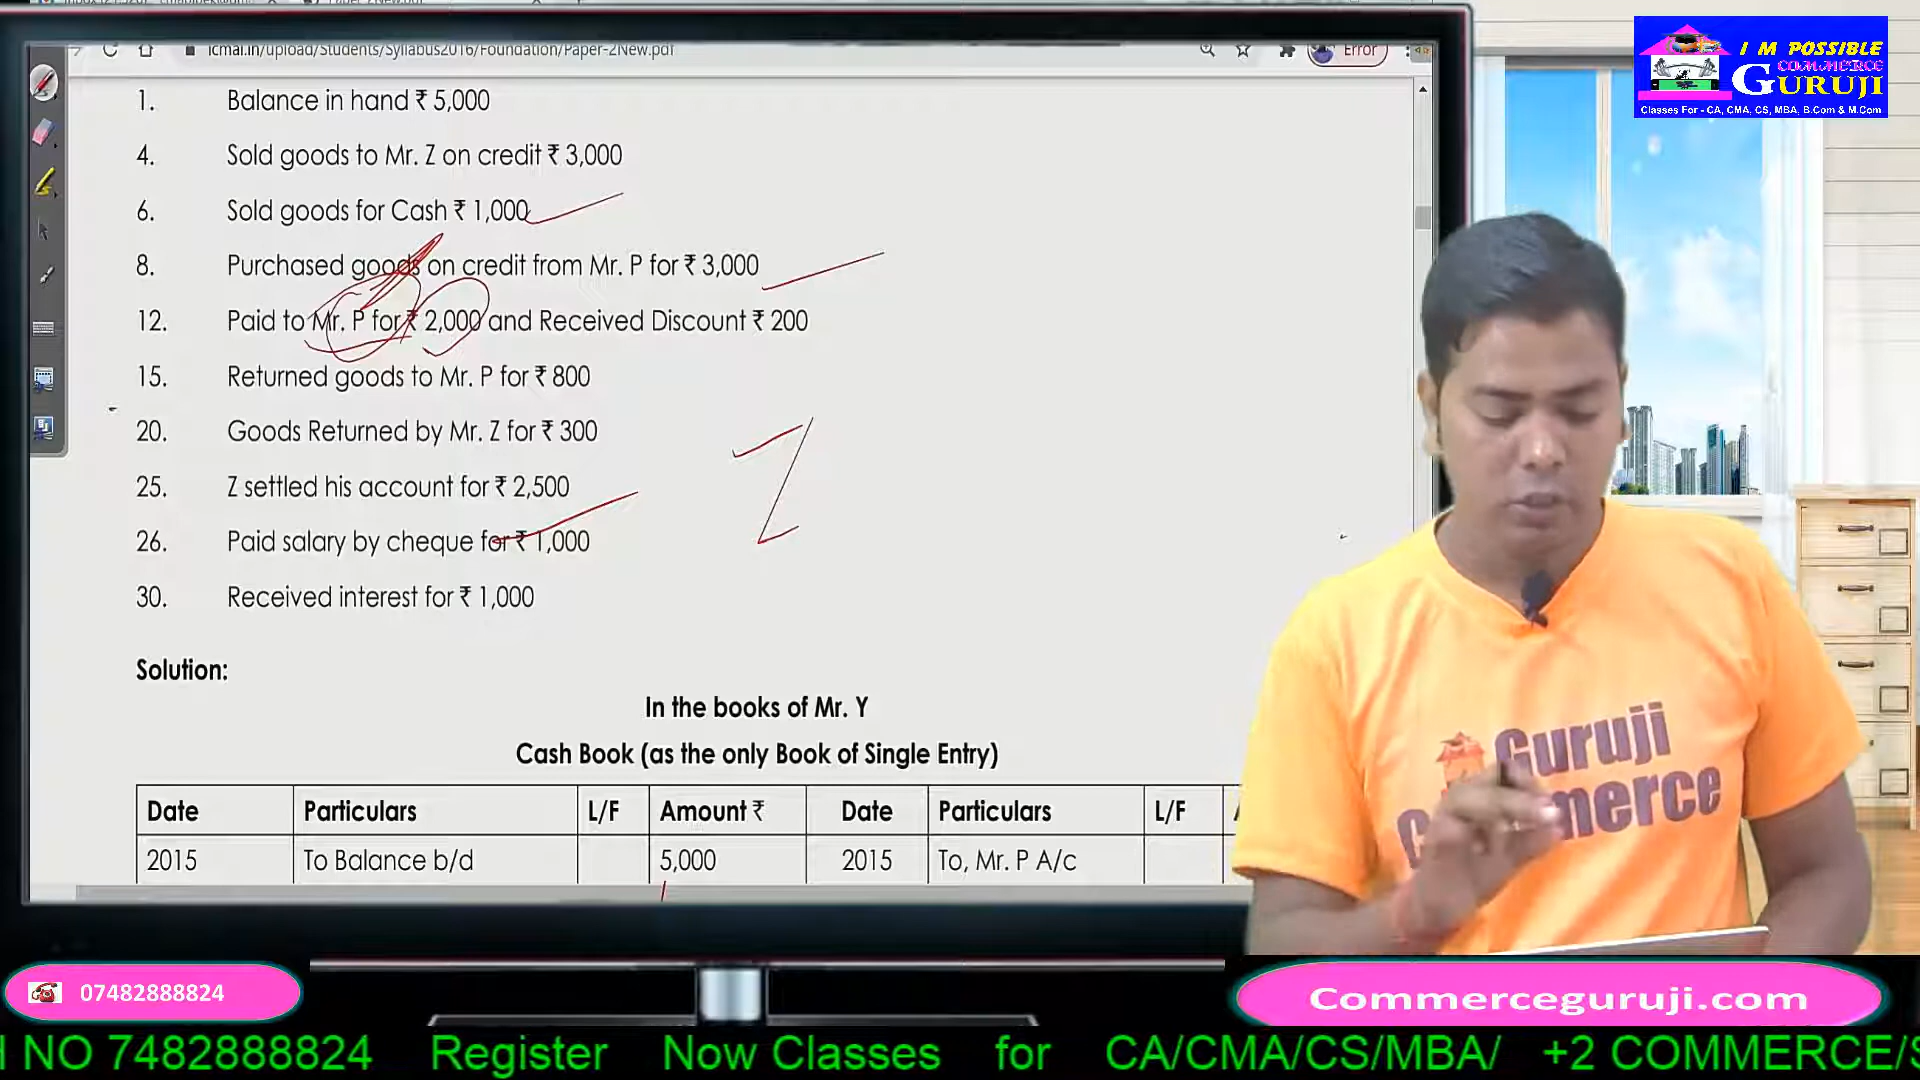 icmai.in/upload/Students/Syllabus2016/Foundation/Paper-2New.pdf
Error
1. Balance in hand ₹ 5,000
4. Sold goods to Mr. Z on credit ₹ 3,000
6. Sold goods for Cash ₹ 1,000
8. Purchased goods on credit from Mr. P for ₹ 3,000
12. Paid to Mr. P for ₹ 2,000 and Received Discount ₹ 200
15. Returned goods to Mr. P for ₹ 800
20. Goods Returned by Mr. Z for ₹ 300
25. Z settled his account for ₹ 2,500
26. Paid salary by cheque for ₹ 1,000
30. Received interest for ₹ 1,000
Solution:
In the books of Mr. Y
Cash Book (as the only Book of Single Entry)
Date Particulars L/F Amount ₹ Date Particulars L/F
2015 To Balance b/d 5,000 2015 To, Mr. P A/c
I M POSSIBLE
COMMERCE
GURUJI
Classes For - CA, CMA, CS, MBA, B.Com & M.Com
Guruji
merce
07482888824
Commerceguruji.com
H NO 7482888824 Register Now Classes for CA/CMA/CS/MBA/ +2 COMMERCE/S